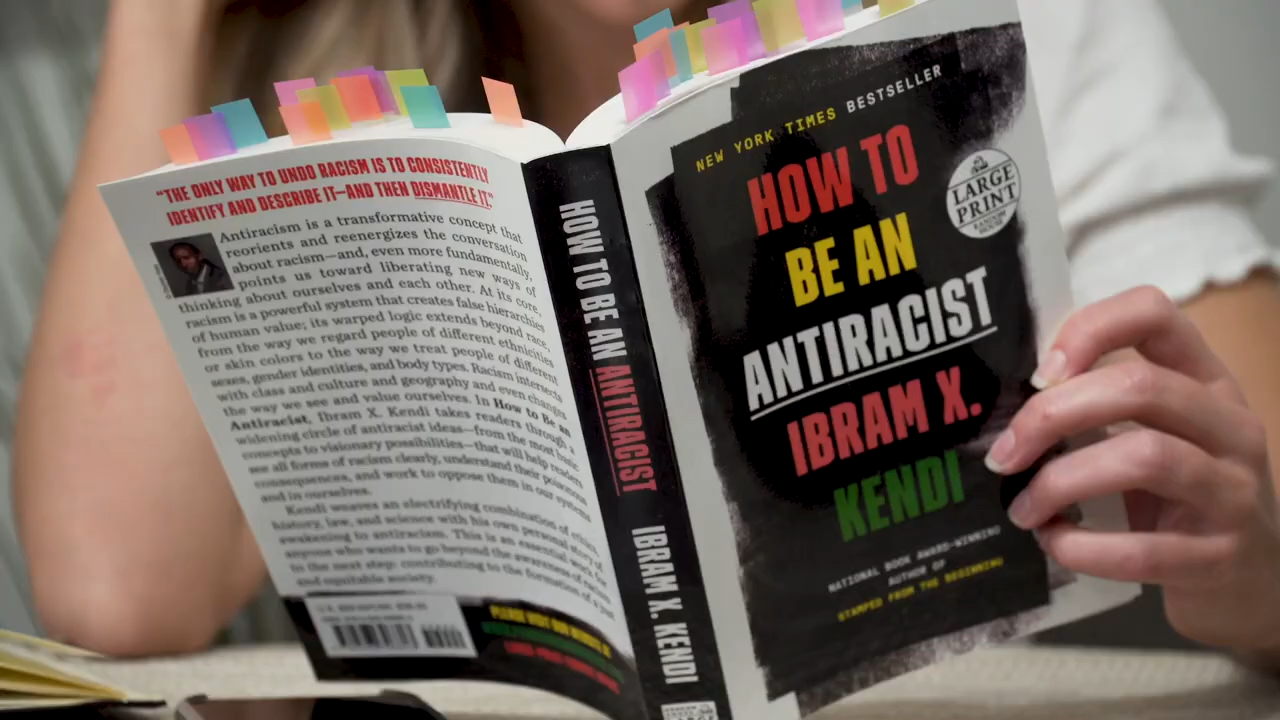 "THE ONLY WAY TO UNDO RACISM IS TO CONSISTENTLY
IDENTIFY AND DESCRIBE IT—AND THEN DISMANTLE IT."
Antiracism is a transformative concept that
reorients and reenergizes the conversation
about racism—and, even more fundamentally,
points us toward liberating new ways of
thinking about ourselves and each other. At its core,
racism is a powerful system that creates false hierarchies
of human value; its warped logic extends beyond race,
from the way we regard people of different ethnicities
or skin colors to the way we treat people of different
sexes, gender identities, and body types. Racism intersects
with class and culture and geography and even changes
the way we see and value ourselves. In How to Be an
Antiracist, Ibram X. Kendi takes readers through a
widening circle of antiracist ideas—from the most basic
concepts to visionary possibilities—that will help readers
see all forms of racism clearly, understand their poisonous
consequences, and work to oppose them in our systems
and in ourselves.
Kendi weaves an electrifying combination of ethics,
history, law, and science with his own personal story of
awakening to antiracism. This is an essential work for
anyone who wants to go beyond the awareness of racism
to the next step: contributing to the formation of a just
and equitable society.
PLEASE VISIT OUR WEBSITE AT
HOW TO BE AN ANTIRACIST IBRAM X. KENDI
NEW YORK TIMES BESTSELLER
HOW TO
BE AN
ANTIRACIST
IBRAM X.
KENDI
LARGE
PRINT
RANDOM
HOUSE
NATIONAL BOOK AWARD–WINNING
AUTHOR OF
STAMPED FROM THE BEGINNING